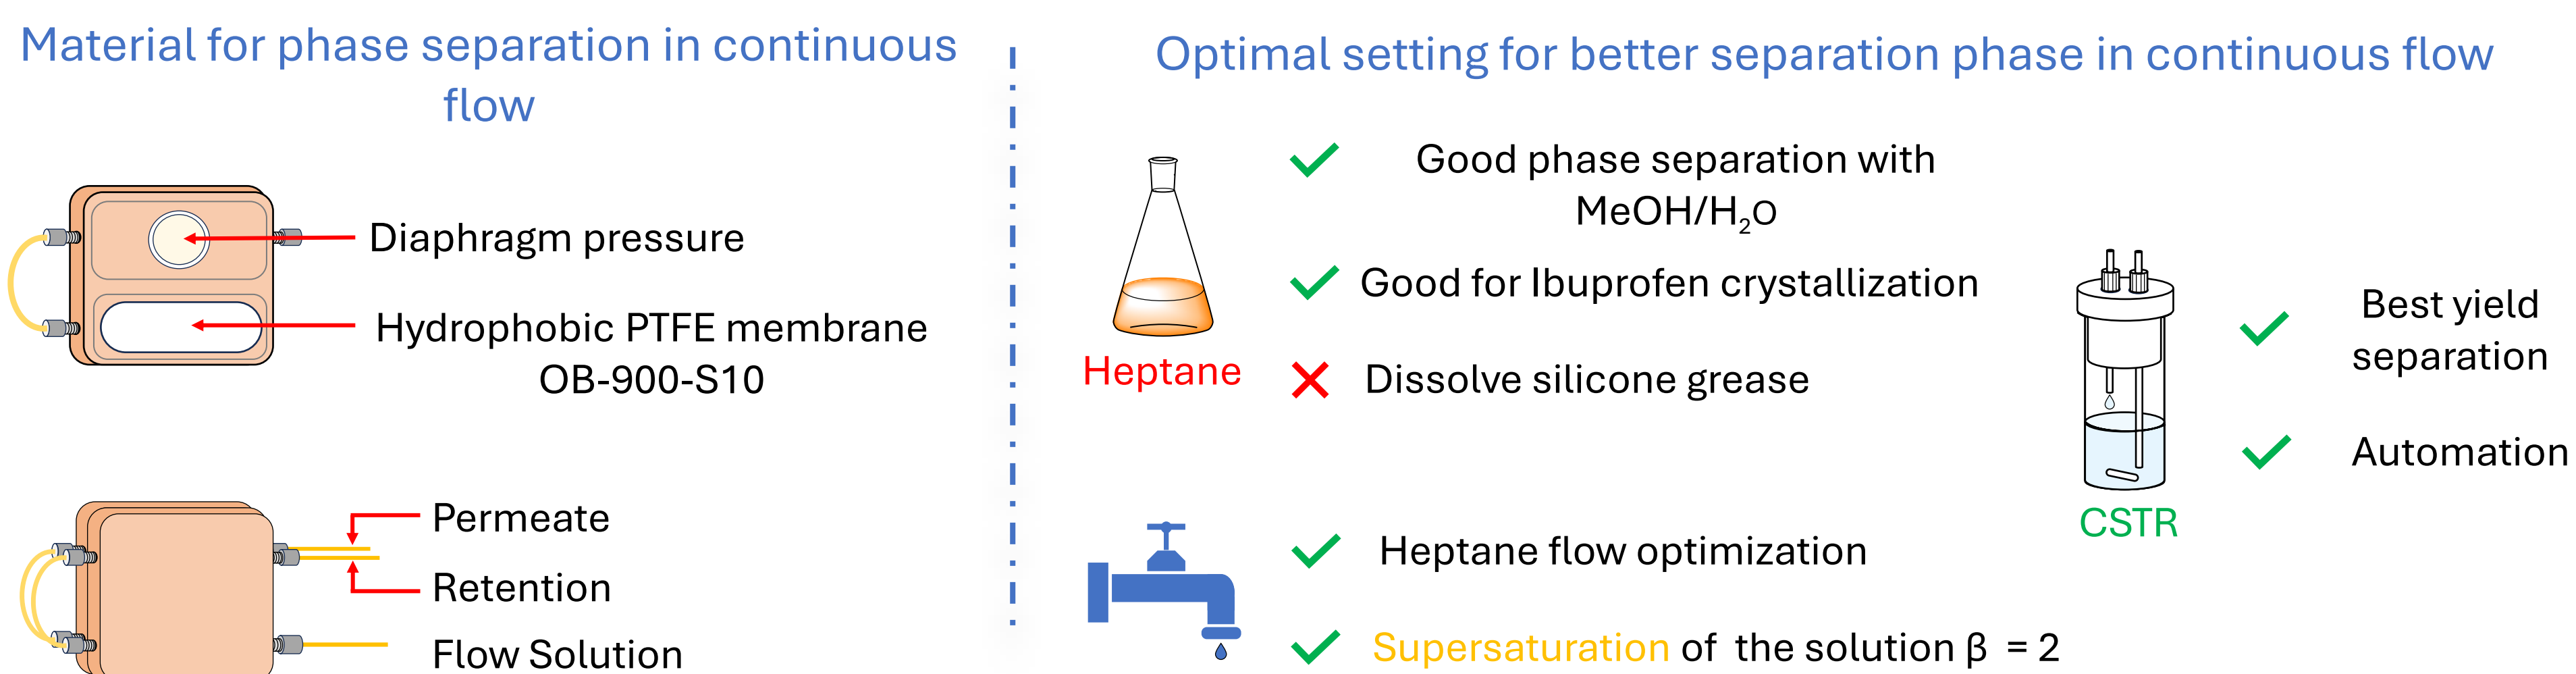 Material for phase separation in continuous
flow
Diaphragm pressure
Hydrophobic PTFE membrane
OB-900-S10
Permeate
Retention
Flow Solution
Optimal setting for better separation phase in continuous flow
Heptane
Good phase separation with
MeOH/H₂O
Good for Ibuprofen crystallization
Dissolve silicone grease
Heptane flow optimization
Supersaturation of the solution β = 2
CSTR
Best yield
separation
Automation